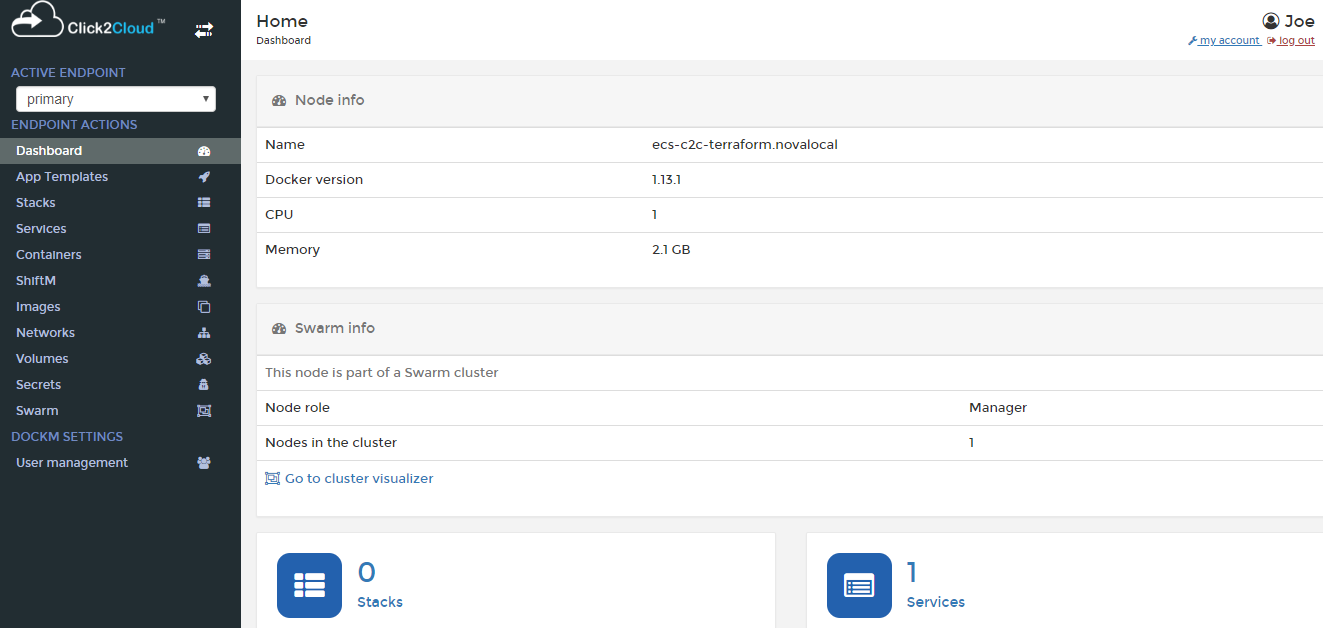 Click2Cloud™
ACTIVE ENDPOINT
primary
ENDPOINT ACTIONS
Dashboard
App Templates
Stacks
Services
Containers
ShiftM
Images
Networks
Volumes
Secrets
Swarm
DOCKM SETTINGS
User management
Home
Dashboard
Joe
my account log out
Node info
Name ecs-c2c-terraform.novalocal
Docker version 1.13.1
CPU 1
Memory 2.1 GB
Swarm info
This node is part of a Swarm cluster
Node role Manager
Nodes in the cluster 1
Go to cluster visualizer
0
Stacks
1
Services